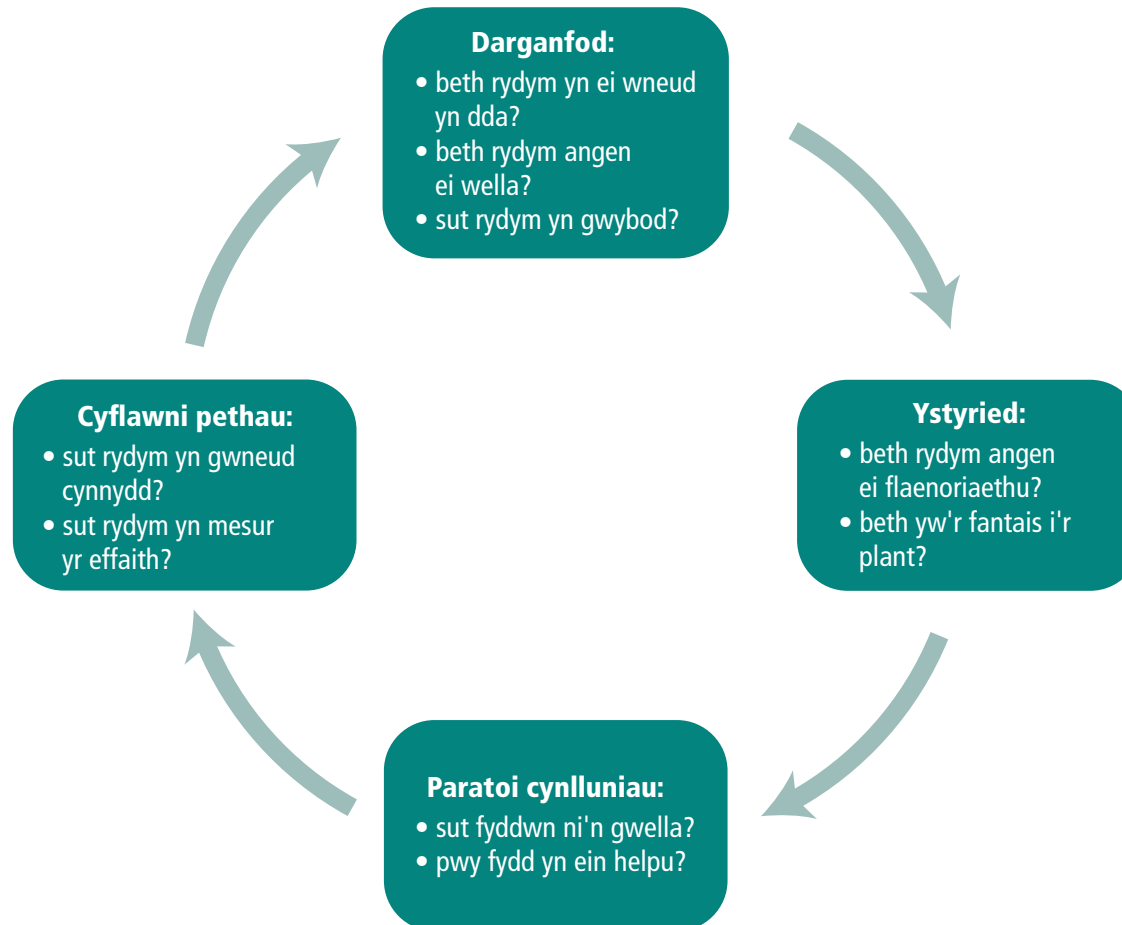 Darganfod:
• beth rydym yn ei wneud
yn dda?
• beth rydym angen
ei wella?
• sut rydym yn gwybod?
Ystyried:
• beth rydym angen
ei flaenoriaethu?
• beth yw'r fantais i'r
plant?
Paratoi cynlluniau:
• sut fyddwn ni'n gwella?
• pwy fydd yn ein helpu?
Cyflawni pethau:
• sut rydym yn gwneud
cynnydd?
• sut rydym yn mesur
yr effaith?